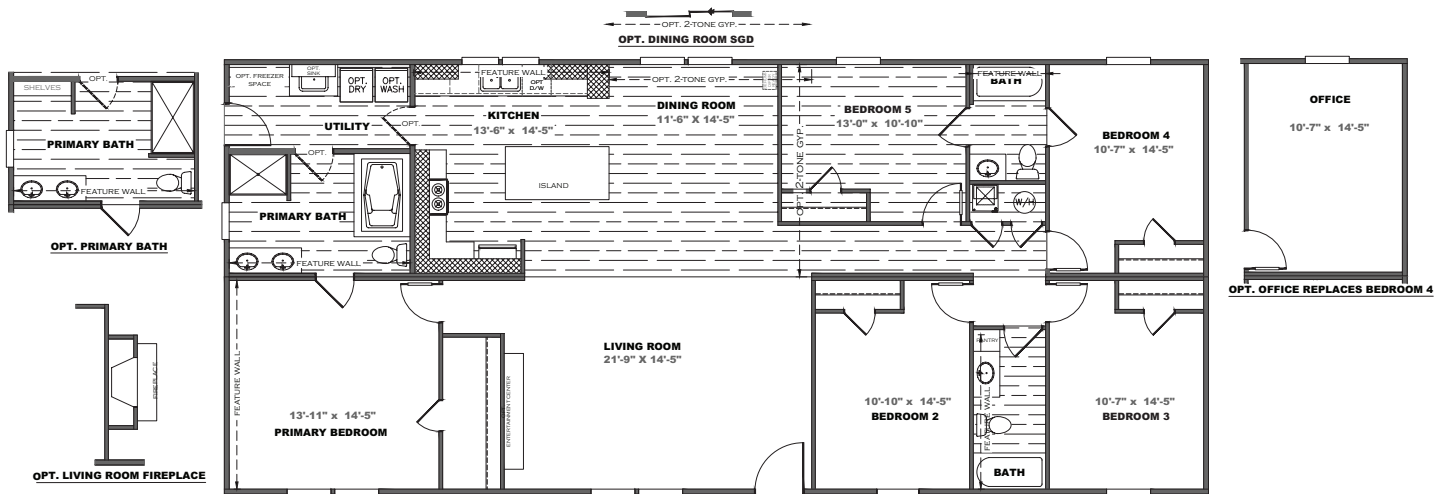 OPT. 2-TONE GYP.
OPT. DINING ROOM SGD
OPT.
SHELVES
PRIMARY BATH
FEATURE WALL
OPT. PRIMARY BATH
OPT. LIVING ROOM FIREPLACE
FIREPLACE
OPT. FREEZER
SPACE
OPT.
SINK
OPT.
DRY
OPT.
WASH
UTILITY
OPT.
OPT.
PRIMARY BATH
FEATURE WALL
FEATURE WALL
OPT.
D/W
KITCHEN
13'-6" x 14'-5"
ISLAND
OPT. 2-TONE GYP.
DINING ROOM
11'-6" X 14'-5"
OPT. 2-TONE GYP.
BEDROOM 5
13'-0" x 10'-10"
FEATURE WALL
BATH
W/H
BEDROOM 4
10'-7" x 14'-5"
FEATURE WALL
13'-11" x 14'-5"
PRIMARY BEDROOM
ENTERTAINMENT CENTER
LIVING ROOM
21'-9" X 14'-5"
10'-10" x 14'-5"
BEDROOM 2
PANTRY
FEATURE WALL
BATH
10'-7" x 14'-5"
BEDROOM 3
OFFICE
10'-7" x 14'-5"
OPT. OFFICE REPLACES BEDROOM 4